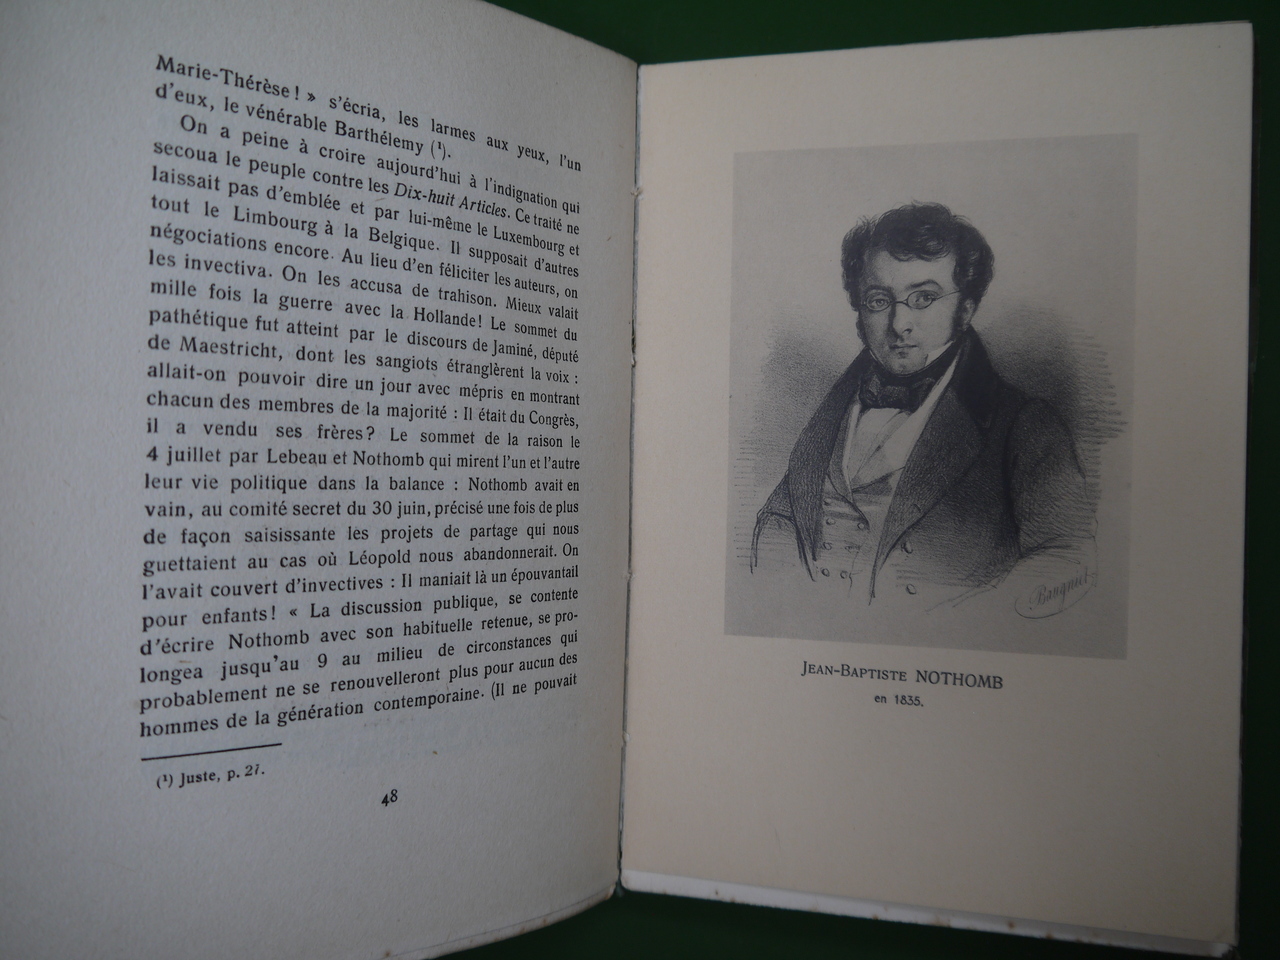 Marie-Thérèse ! » s'écria, les larmes aux yeux, l'un
d'eux, le vénérable Barthélemy (¹).
On a peine à croire aujourd'hui à l'indignation qui
secoua le peuple contre les Dix-huit Articles. Ce traité ne
laissait pas d'emblée et par lui-même le Luxembourg et
tout le Limbourg à la Belgique. Il supposait d'autres
négociations encore. Au lieu d'en féliciter les auteurs, on
les invectiva. On les accusa de trahison. Mieux valait
mille fois la guerre avec la Hollande! Le sommet du
pathétique fut atteint par le discours de Jaminé, député
de Maestricht, dont les sanglots étranglèrent la voix :
allait-on pouvoir dire un jour avec mépris en montrant
chacun des membres de la majorité : Il était du Congrès,
il a vendu ses frères? Le sommet de la raison le
4 juillet par Lebeau et Nothomb qui mirent l'un et l'autre
leur vie politique dans la balance : Nothomb avait en
vain, au comité secret du 30 juin, précisé une fois de plus
de façon saisissante les projets de partage qui nous
guettaient au cas où Léopold nous abandonnerait. On
l'avait couvert d'invectives : Il maniait là un épouvantail
pour enfants! « La discussion publique, se contente
d'écrire Nothomb avec son habituelle retenue, se pro-
longea jusqu'au 9 au milieu de circonstances qui
probablement ne se renouvelleront plus pour aucun des
hommes de la génération contemporaine. (Il ne pouvait
(¹) Juste, p. 27.
48
Baugniet
JEAN-BAPTISTE NOTHOMB
en 1835.